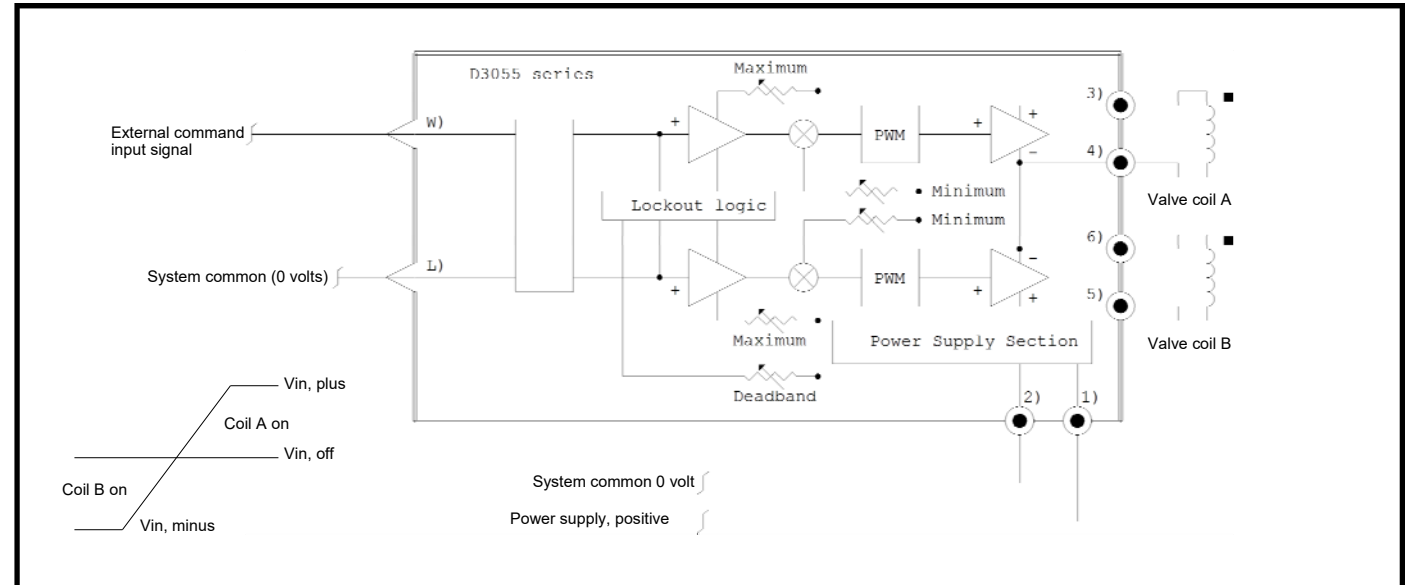 D3055 series
Maximum
3)
External command
input signal
W)
+
PWM
+
+
−
4)
Lockout logic
Minimum
Minimum
Valve coil A
System common (0 volts)
L)
+
PWM
+
−
+
6)
5)
Maximum
Power Supply Section
Valve coil B
Deadband
2)
1)
Vin, plus
Coil A on
Vin, off
Coil B on
Vin, minus
System common 0 volt
Power supply, positive